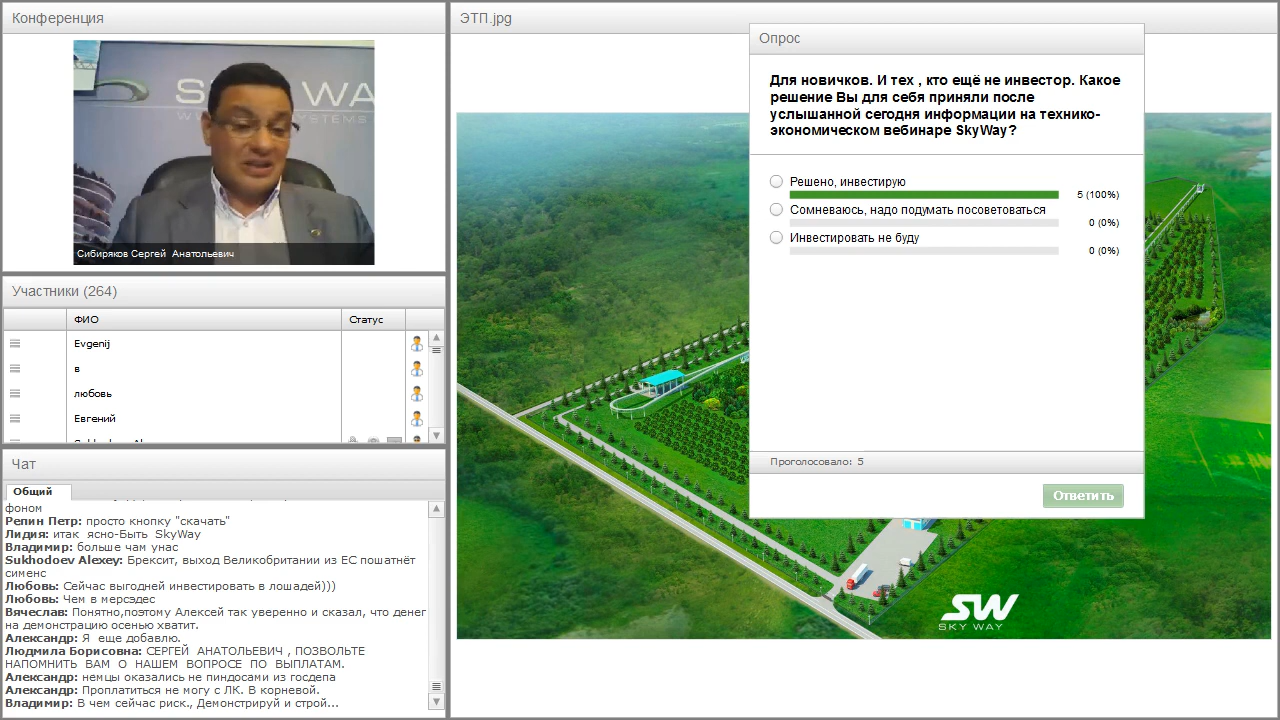 Конференция
SKY WA
Сибиряков Сергей Анатольевич
Участники (264)
ФИО
Статус
Evgenij
в
любовь
Евгений
Чат
Общий
фоном
Репин Петр: просто кнопку "скачать"
Лидия: итак ясно-Быть SkyWay
Владимир: больше чам унас
Sukhodoev Alexey: Брексит, выход Великобритании из ЕС пошатнёт
сименс
Любовь: Сейчас выгодней инвестировать в лошадей)))
Любовь: Чем в мерсэдес
Вячеслав: Понятно,поэтому Алексей так уверенно и сказал, что денег
на демонстрацию осенью хватит.
Александр: Я еще добавлю.
Людмила Борисовна: СЕРГЕЙ АНАТОЛЬЕВИЧ , ПОЗВОЛЬТЕ
НАПОМНИТЬ ВАМ О НАШЕМ ВОПРОСЕ ПО ВЫПЛАТАМ.
Александр: немцы оказались не пиндосами из госдепа
Александр: Проплатиться не могу с ЛК. В корневой.
Владимир: В чем сейчас риск., Демонстрируй и строй...
ЭТП.jpg
Опрос
Для новичков. И тех , кто ещё не инвестор. Какое
решение Вы для себя приняли после
услышанной сегодня информации на технико-
экономическом вебинаре SkyWay?
Решено, инвестирую
5 (100%)
Сомневаюсь, надо подумать посоветоваться
0 (0%)
Инвестировать не буду
0 (0%)
Проголосовало: 5
Ответить
SW
SKY WAY